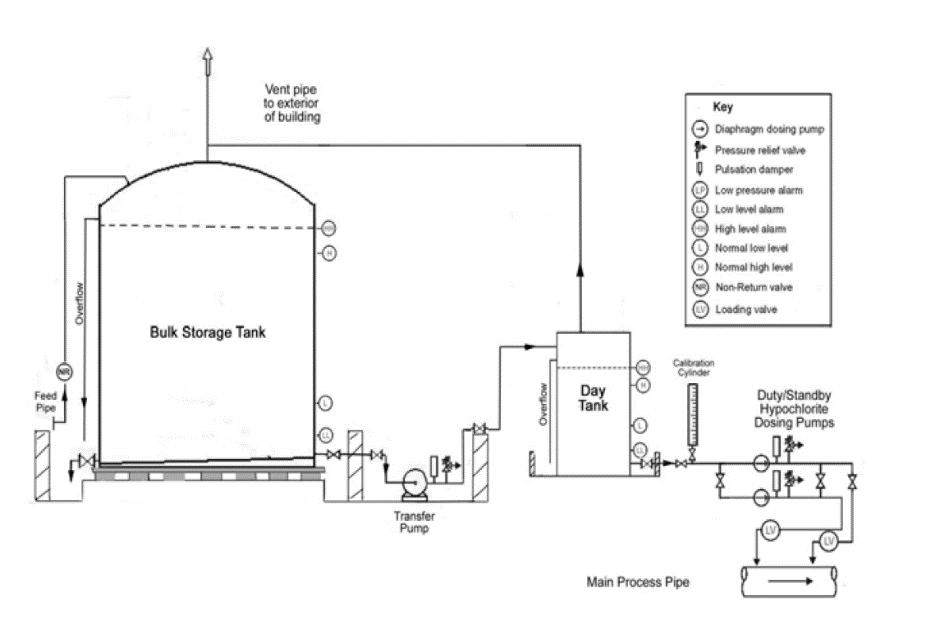 Vent pipe
to exterior
of building
Key
Diaphragm dosing pump
Pressure relief valve
Pulsation damper
LP Low pressure alarm
LL Low level alarm
HH High level alarm
L Normal low level
H Normal high level
NR Non-Return valve
LV Loading valve
HH
H
Overflow
Bulk Storage Tank
NR
Feed
Pipe
L
LL
Transfer
Pump
HH
H
Overflow
Day
Tank
L
LL
Calibration
Cylinder
Duty/Standby
Hypochlorite
Dosing Pumps
LV
LV
Main Process Pipe